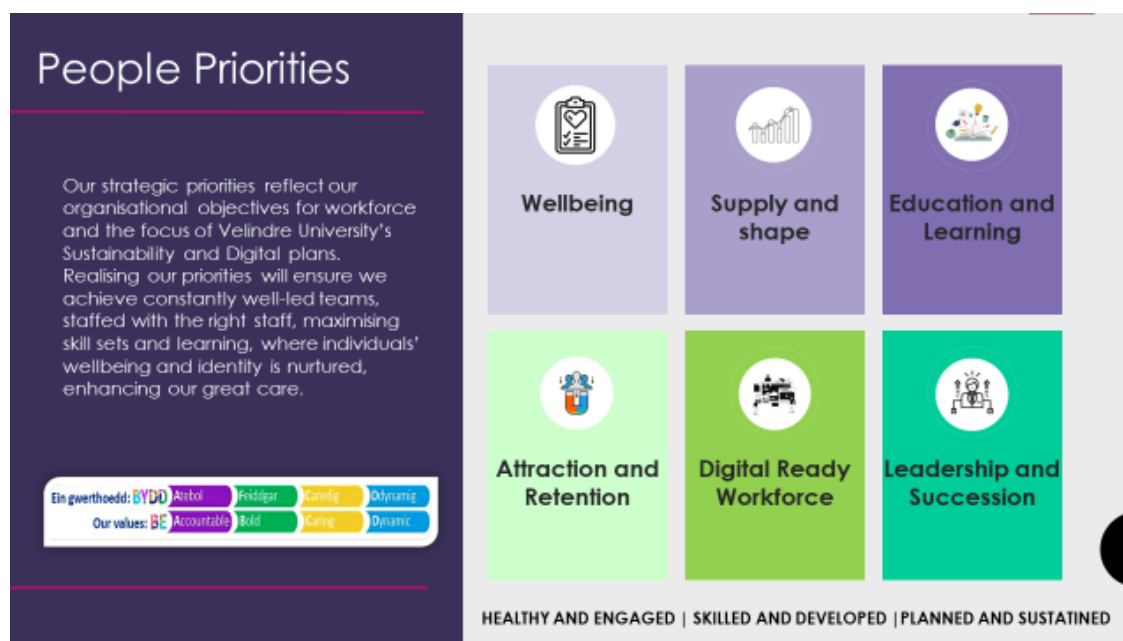 People Priorities
Our strategic priorities reflect our
organisational objectives for workforce
and the focus of Velindre University's
Sustainability and Digital plans.
Realising our priorities will ensure we
achieve constantly well-led teams,
staffed with the right staff, maximising
skill sets and learning, where individuals'
wellbeing and identity is nurtured,
enhancing our great care.
Ein gwerthoedd: BYDD Atebol Feiddgar Caredig Ddynamig
Our values: BE Accountable Bold Caring Dynamic
Wellbeing
Supply and
shape
Education and
Learning
Attraction and
Retention
Digital Ready
Workforce
Leadership and
Succession
HEALTHY AND ENGAGED | SKILLED AND DEVELOPED |PLANNED AND SUSTATINED